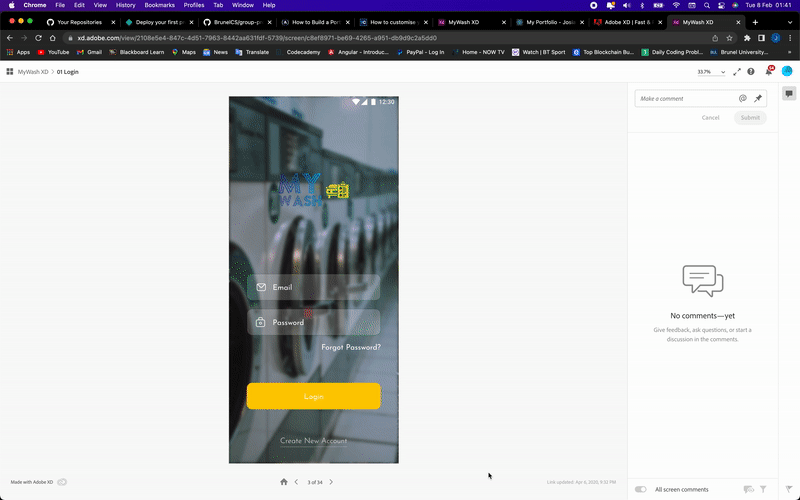 Chrome File Edit View History Bookmarks Profiles Tab Window Help Tue 8 Feb 01:41
Your Repositories Deploy your first p BrunelCS/group-p How to Build a Por How to customise MyWash XD My Portfolio - Josi Adobe XD | Fast & MyWash XD
xd.adobe.com/view/2108e5e4-847c-4d51-7963-8442aa631fdf-5739/screen/c8ef8971-be69-4265-a951-db9d9c2a5dd0
Apps YouTube Gmail Blackboard Learn Maps News Translate Codecademy Angular - Introduc... PayPal - Log In Home - NOW TV Watch | BT Sport Top Blockchain Bu... Daily Coding Probl... Brunel University...
MyWash XD 01 Login 33.7%
12:30
MY
WASH
Email
Password
Forgot Password?
Login
Create New Account
Make a comment
Cancel Submit
No comments—yet
Give feedback, ask questions, or start a
discussion in the comments.
Made with Adobe XD 3 of 34 Link updated: Apr 6, 2020, 9:32 PM
All screen comments